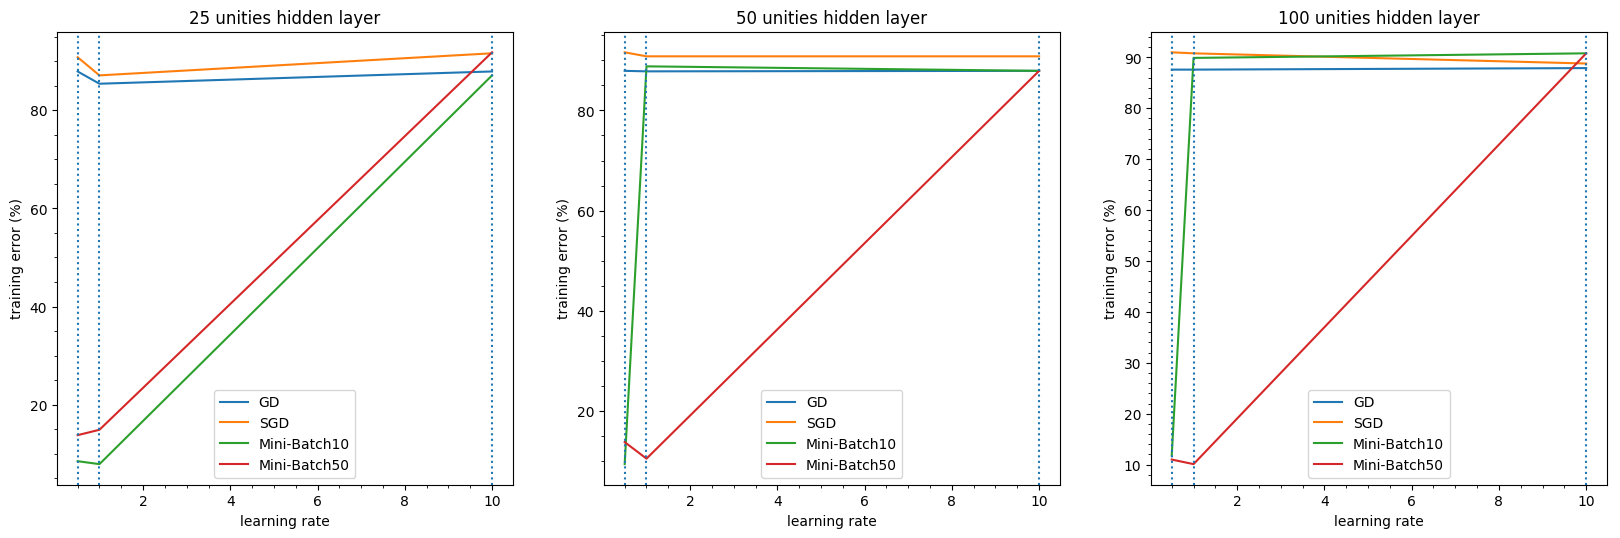 25 unities hidden layer
training error (%)
80
60
40
20
GD
SGD
Mini-Batch10
Mini-Batch50
2 4 6 8 10
learning rate
50 unities hidden layer
training error (%)
80
60
40
20
GD
SGD
Mini-Batch10
Mini-Batch50
2 4 6 8 10
learning rate
100 unities hidden layer
training error (%)
90
80
70
60
50
40
30
20
10
GD
SGD
Mini-Batch10
Mini-Batch50
2 4 6 8 10
learning rate